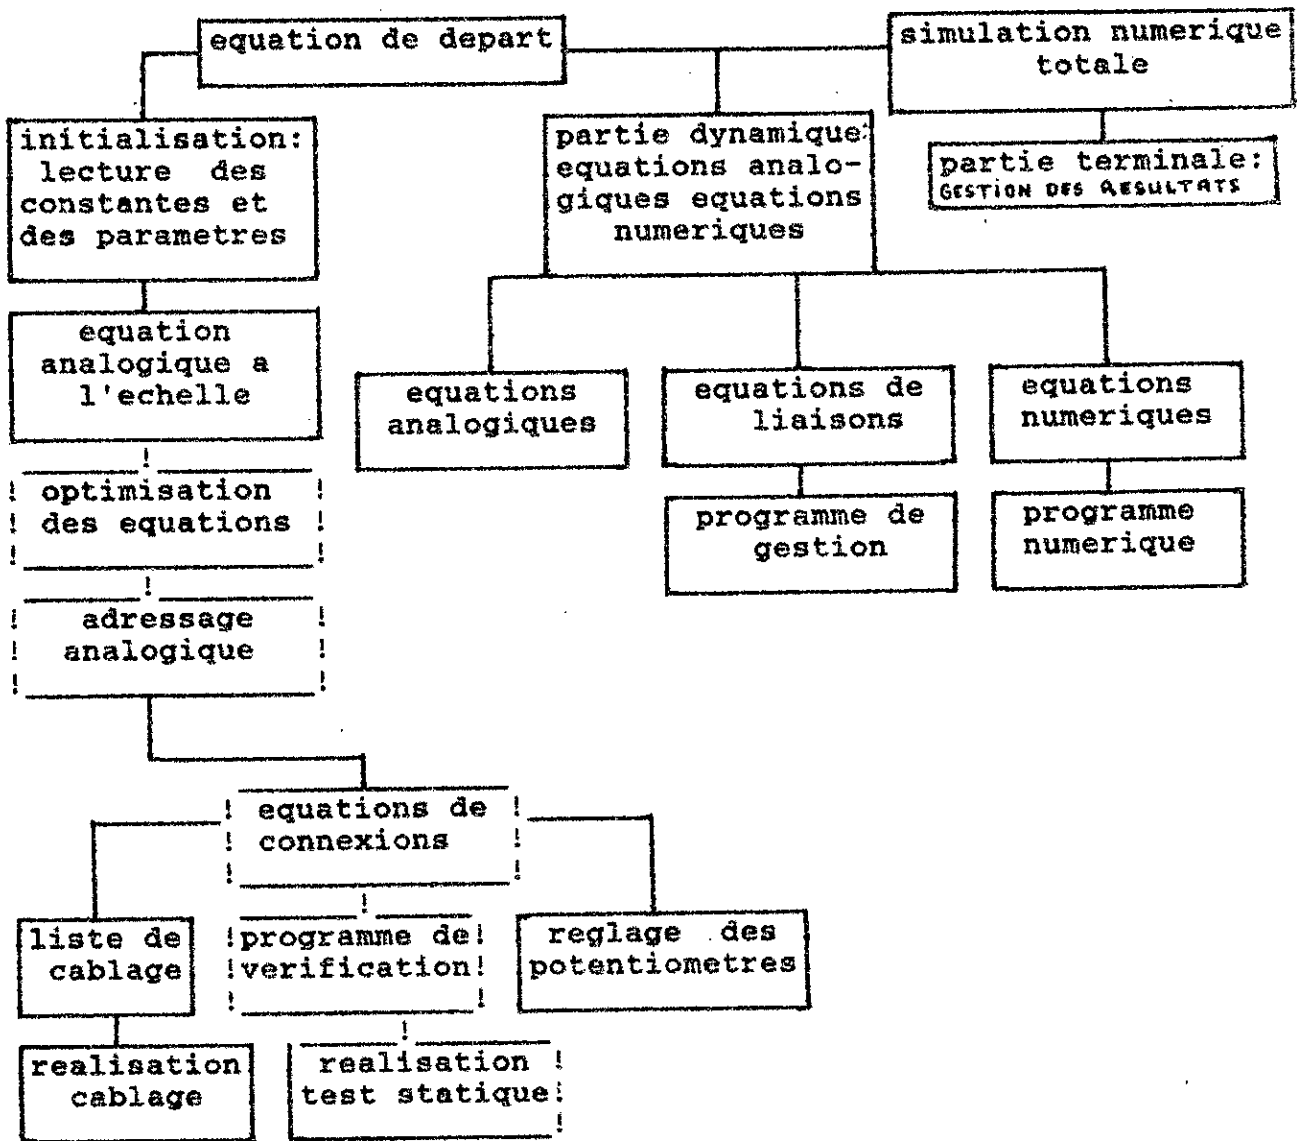 equation de depart
simulation numerique
totale
initialisation:
lecture des
constantes et
des parametres
partie dynamique:
equations analo-
giques equations
numeriques
partie terminale:
GESTION DES RESULTATS
equation
analogique a
l'echelle
equations
analogiques
equations de
liaisons
equations
numeriques
optimisation
des equations
programme de
gestion
programme
numerique
adressage
analogique
equations de
connexions
liste de
cablage
programme de
verification
reglage des
potentiometres
realisation
cablage
realisation
test statique